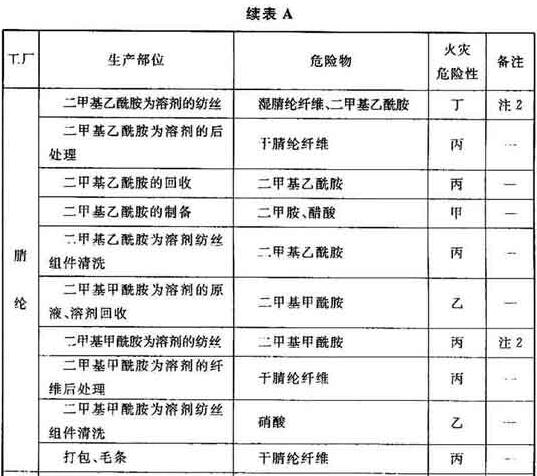 续表 A
工厂 生产部位 危险物 火灾危险性 备注
腈纶
二甲基乙酰胺为溶剂的纺丝 湿腈纶纤维、二甲基乙酰胺 丁 注 2
二甲基乙酰胺为溶剂的后处理 干腈纶纤维 丙 —
二甲基乙酰胺的回收 二甲基乙酰胺 丙 —
二甲基乙酰胺的制备 二甲胺、醋酸 甲 —
二甲基乙酰胺为溶剂纺丝组件清洗 二甲基乙酰胺 丙 —
二甲基甲酰胺为溶剂的原液、溶剂回收 二甲基甲酰胺 乙 —
二甲基甲酰胺为溶剂的纺丝 二甲基甲酰胺 丙 注 2
二甲基甲酰胺为溶剂的纤维后处理 干腈纶纤维 丙 —
二甲基甲酰胺为溶剂纺丝组件清洗 硝酸 乙 —
打包、毛条 干腈纶纤维 丙 —